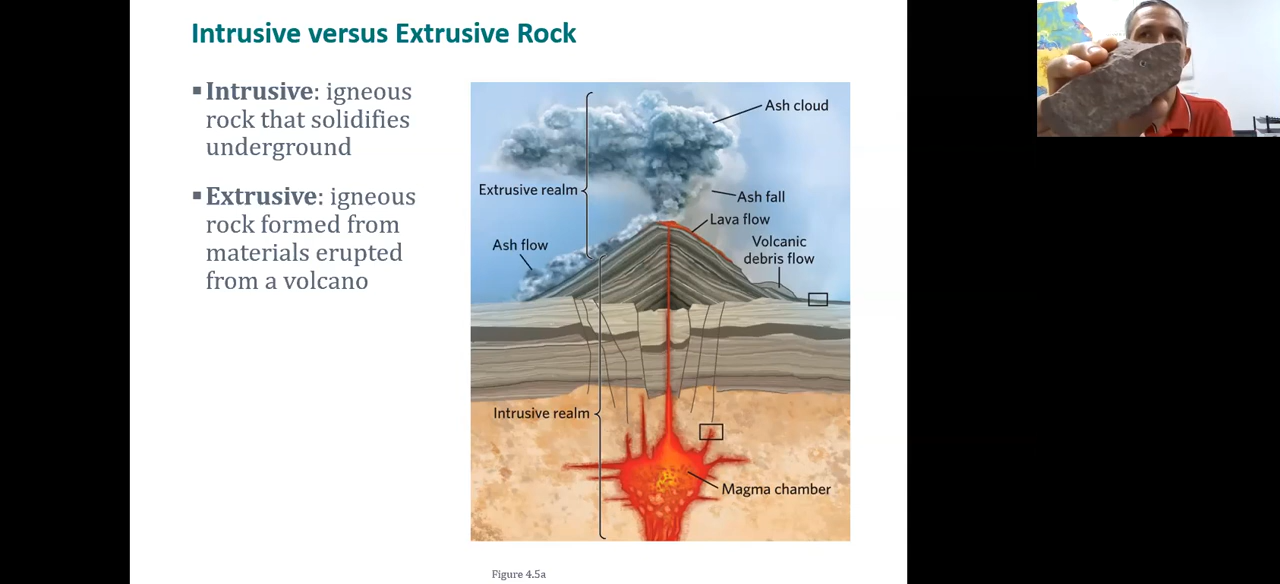 Intrusive versus Extrusive Rock
▪Intrusive: igneous
rock that solidifies
underground
▪Extrusive: igneous
rock formed from
materials erupted
from a volcano
Ash cloud
Extrusive realm
Ash fall
Lava flow
Ash flow
Volcanic
debris flow
Intrusive realm
Magma chamber
Figure 4.5a